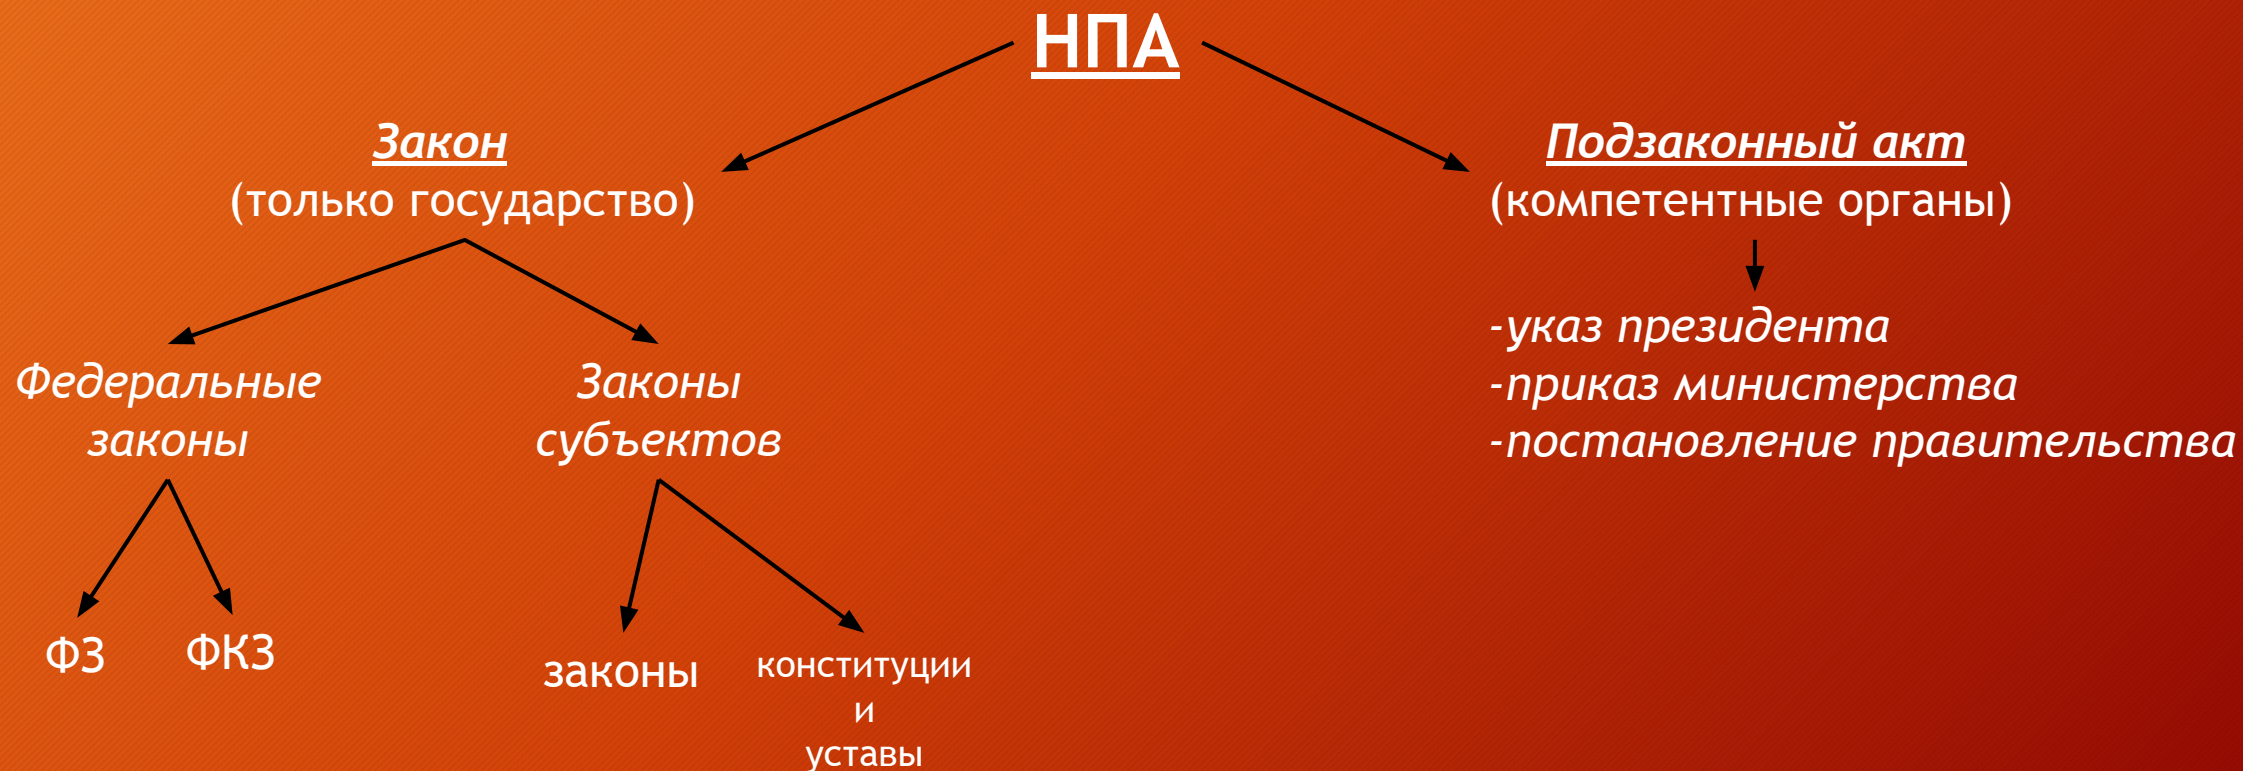 НПА
Закон
(только государство)
Подзаконный акт
(компетентные органы)
-указ президента
-приказ министерства
-постановление правительства
Федеральные
законы
Законы
субъектов
ФЗ
ФКЗ
законы
конституции
и
уставы